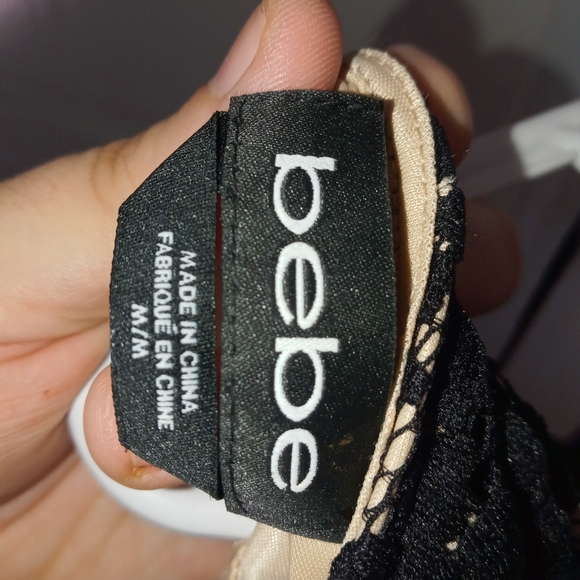 bebe
MADE IN CHINA
FABRIQUÉ EN CHINE
M/M